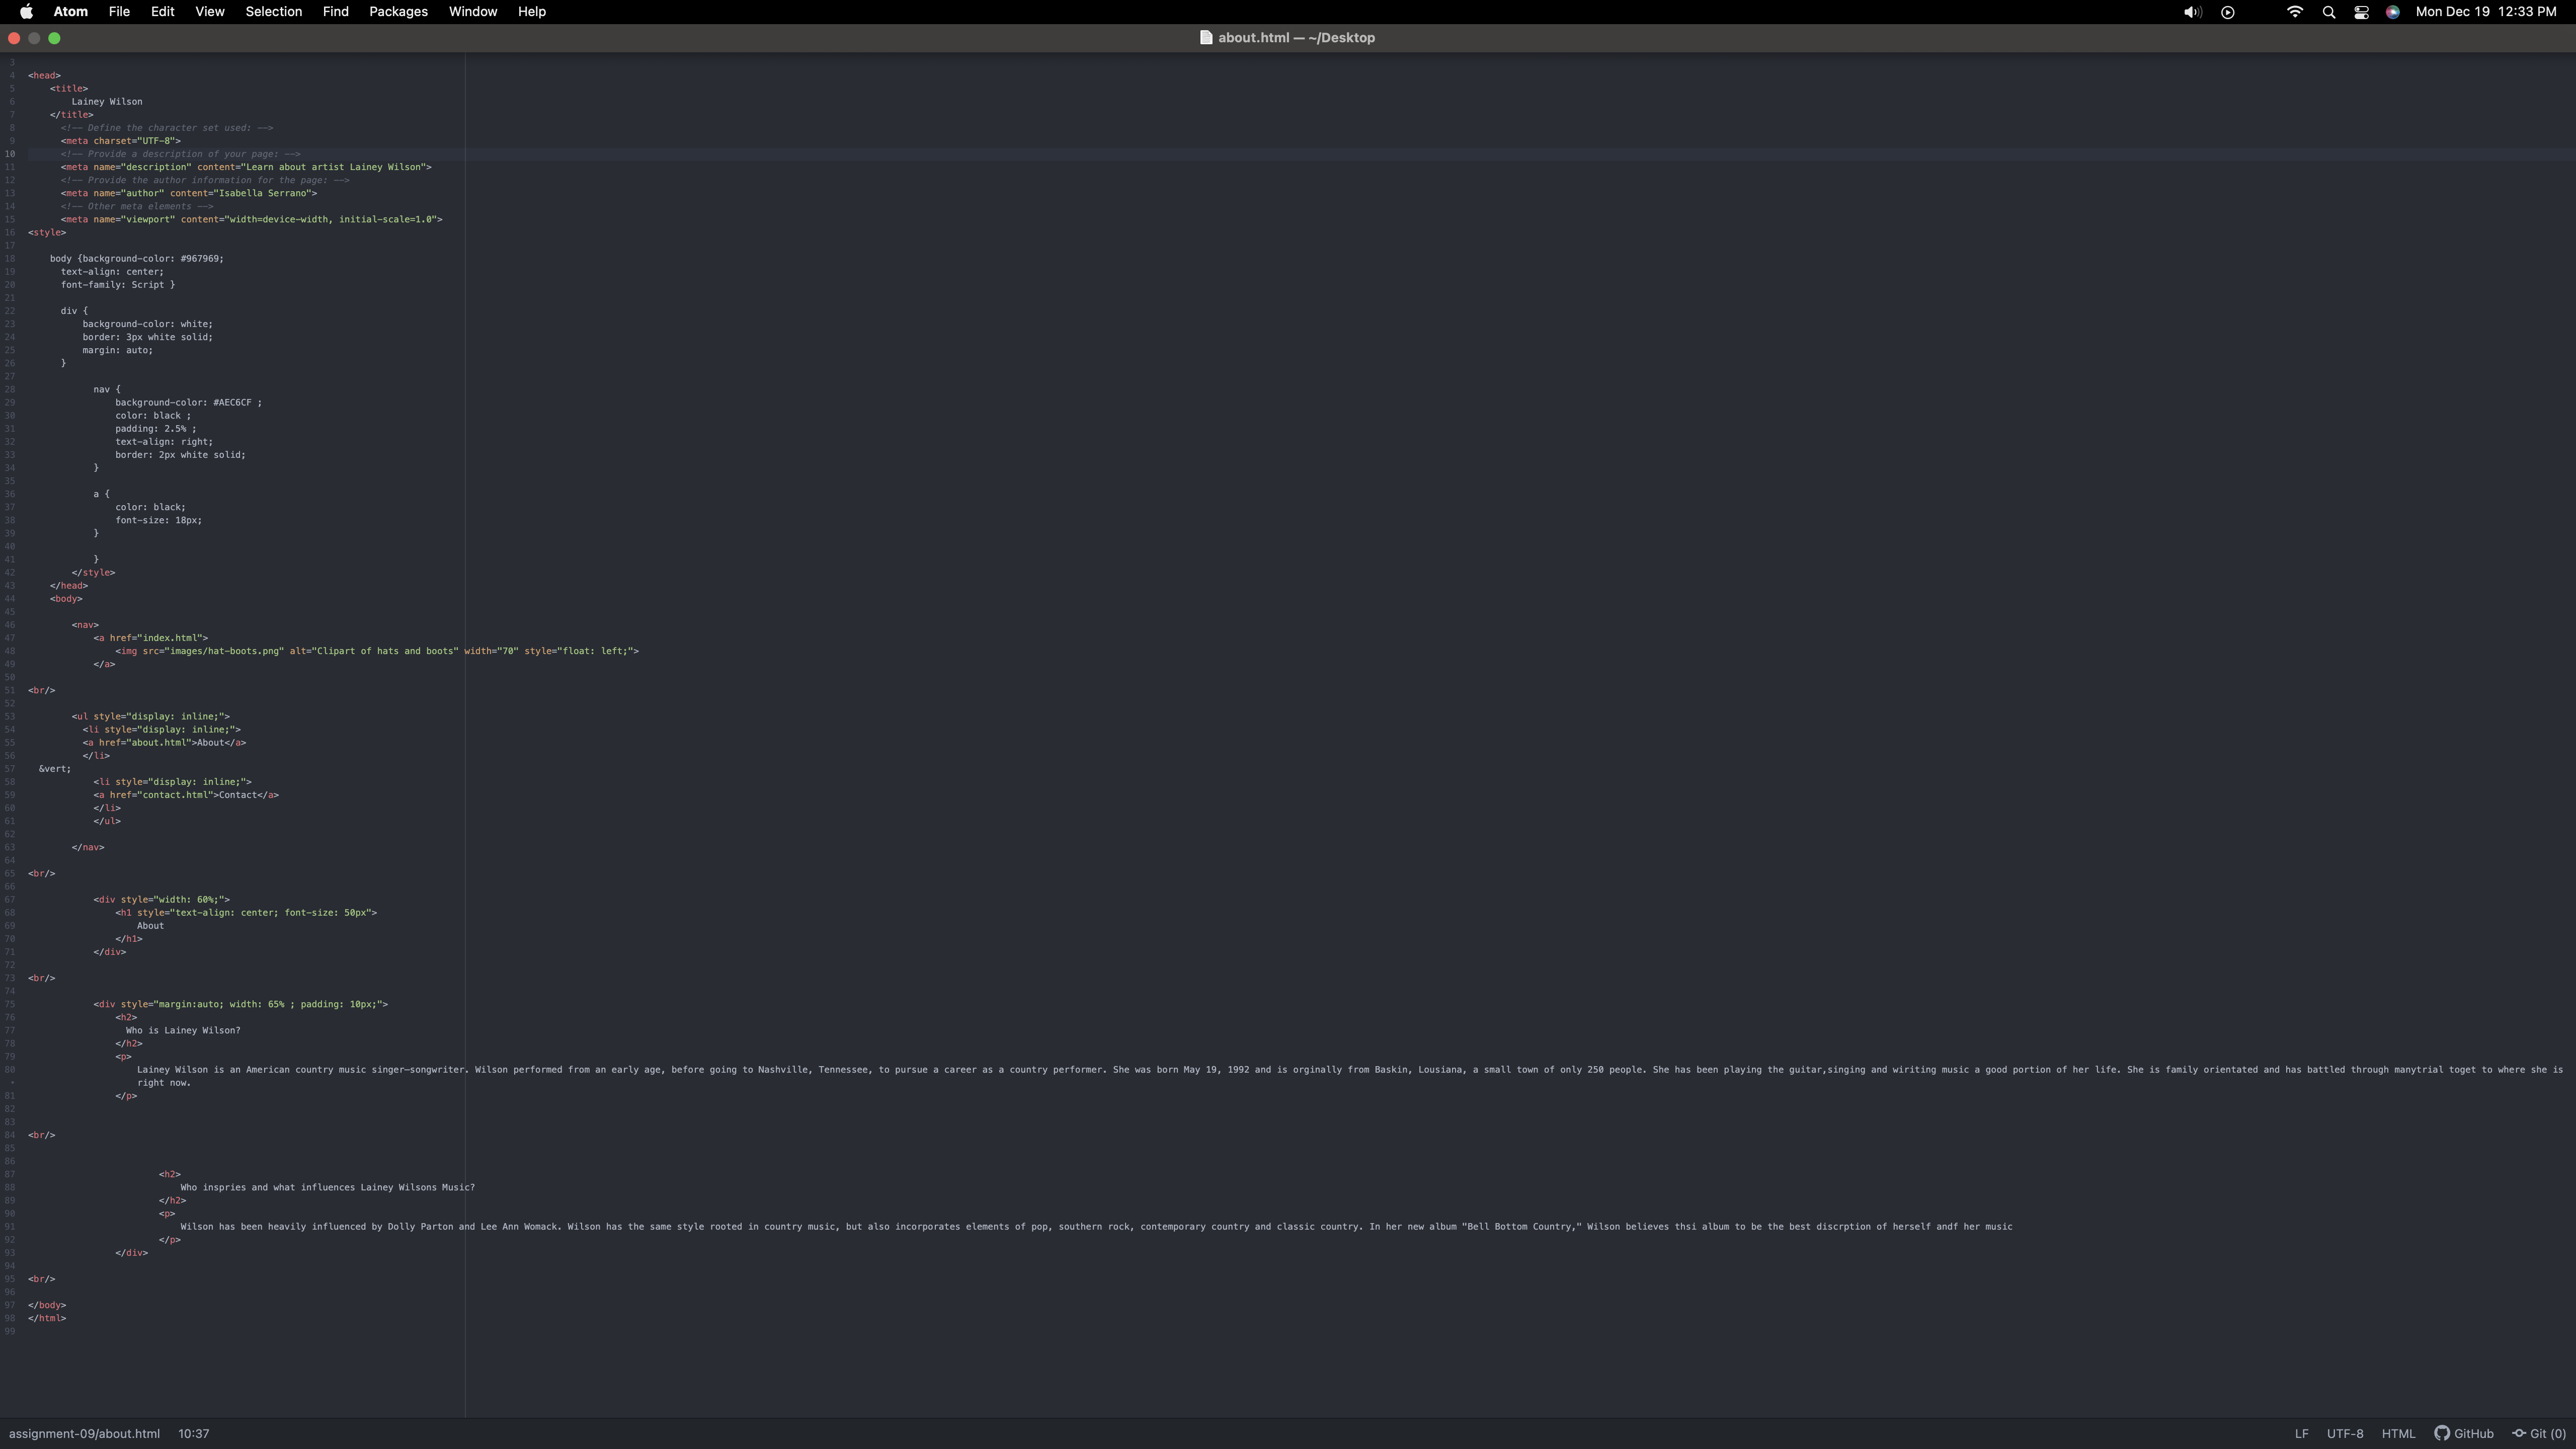 Atom File Edit View Selection Find Packages Window Help Mon Dec 19 12:33 PM
about.html — ~/Desktop
3
4 <head>
5 <title>
6 Lainey Wilson
7 </title>
8 <!-- Define the character set used: -->
9 <meta charset="UTF-8">
10 <!-- Provide a description of your page: -->
11 <meta name="description" content="Learn about artist Lainey Wilson">
12 <!-- Provide the author information for the page: -->
13 <meta name="author" content="Isabella Serrano">
14 <!-- Other meta elements -->
15 <meta name="viewport" content="width=device-width, initial-scale=1.0">
16 <style>
17
18 body {background-color: #967969;
19 text-align: center;
20 font-family: Script }
21
22 div {
23 background-color: white;
24 border: 3px white solid;
25 margin: auto;
26 }
27
28 nav {
29 background-color: #AEC6CF ;
30 color: black ;
31 padding: 2.5% ;
32 text-align: right;
33 border: 2px white solid;
34 }
35
36 a {
37 color: black;
38 font-size: 18px;
39 }
40
41 }
42 </style>
43 </head>
44 <body>
45
46 <nav>
47 <a href="index.html">
48 <img src="images/hat-boots.png" alt="Clipart of hats and boots" width="70" style="float: left;">
49 </a>
50
51 <br/>
52
53 <ul style="display: inline;">
54 <li style="display: inline;">
55 <a href="about.html">About</a>
56 </li>
57 &vert;
58 <li style="display: inline;">
59 <a href="contact.html">Contact</a>
60 </li>
61 </ul>
62
63 </nav>
64
65 <br/>
66
67 <div style="width: 60%;">
68 <h1 style="text-align: center; font-size: 50px">
69 About
70 </h1>
71 </div>
72
73 <br/>
74
75 <div style="margin:auto; width: 65% ; padding: 10px;">
76 <h2>
77 Who is Lainey Wilson?
78 </h2>
79 <p>
80 Lainey Wilson is an American country music singer-songwriter. Wilson performed from an early age, before going to Nashville, Tennessee, to pursue a career as a country performer. She was born May 19, 1992 and is orginally from Baskin, Lousiana, a small town of only 250 people. She has been playing the guitar,singing and wiriting music a good portion of her life. She is family orientated and has battled through manytrial toget to where she is
• right now.
81 </p>
82
83
84 <br/>
85
86
87 <h2>
88 Who inspries and what influences Lainey Wilsons Music?
89 </h2>
90 <p>
91 Wilson has been heavily influenced by Dolly Parton and Lee Ann Womack. Wilson has the same style rooted in country music, but also incorporates elements of pop, southern rock, contemporary country and classic country. In her new album "Bell Bottom Country," Wilson believes thsi album to be the best discrption of herself andf her music
92 </p>
93 </div>
94
95 <br/>
96
97 </body>
98 </html>
99
assignment-09/about.html 10:37 LF UTF-8 HTML GitHub Git (0)